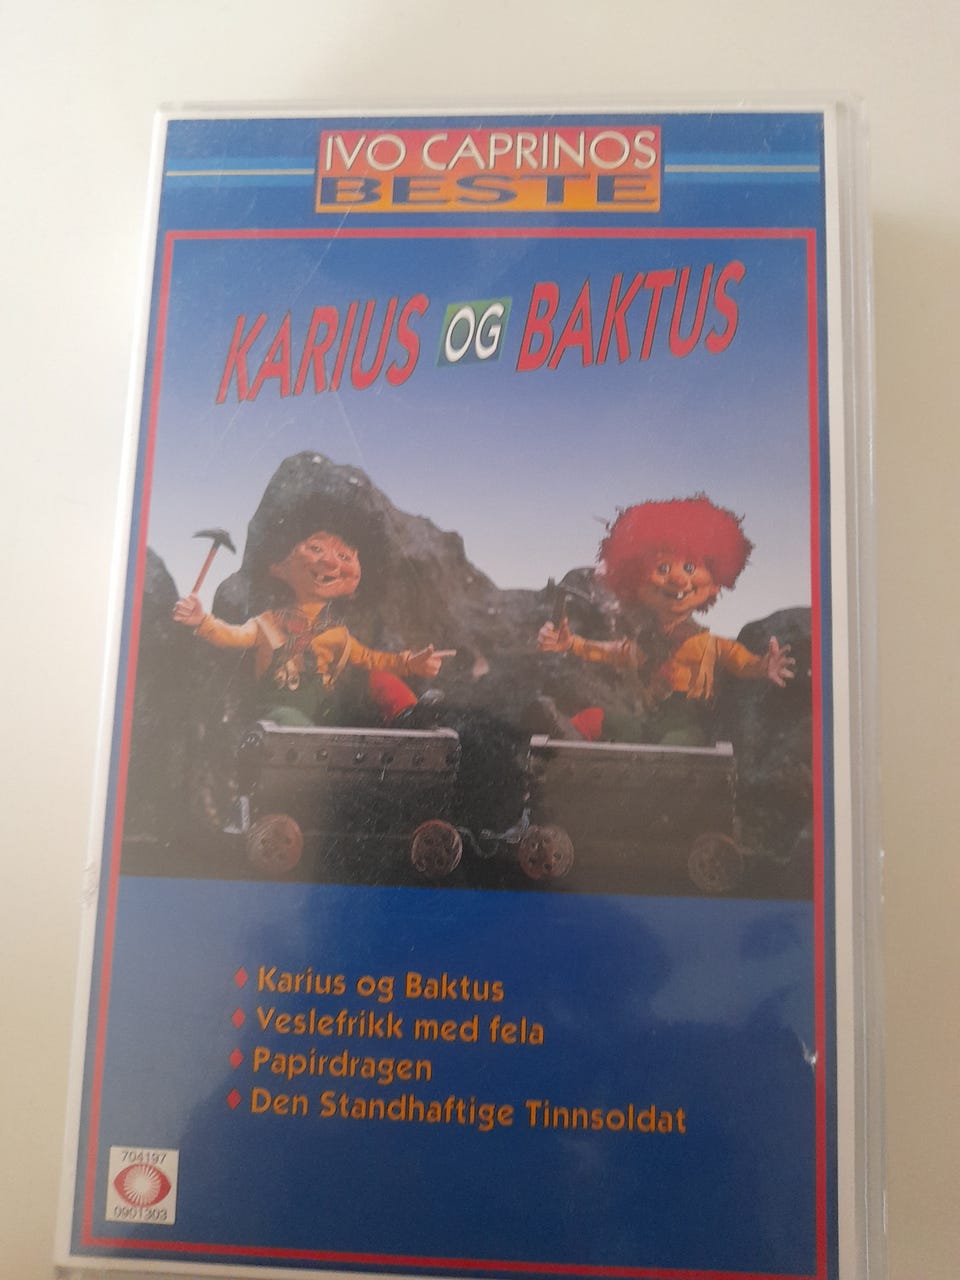 IVO CAPRINOS
BESTE
KARIUS OG BAKTUS
Karius og Baktus
Veslefrikk med fela
Papirdragen
Den Standhaftige Tinnsoldat
704197
0901303